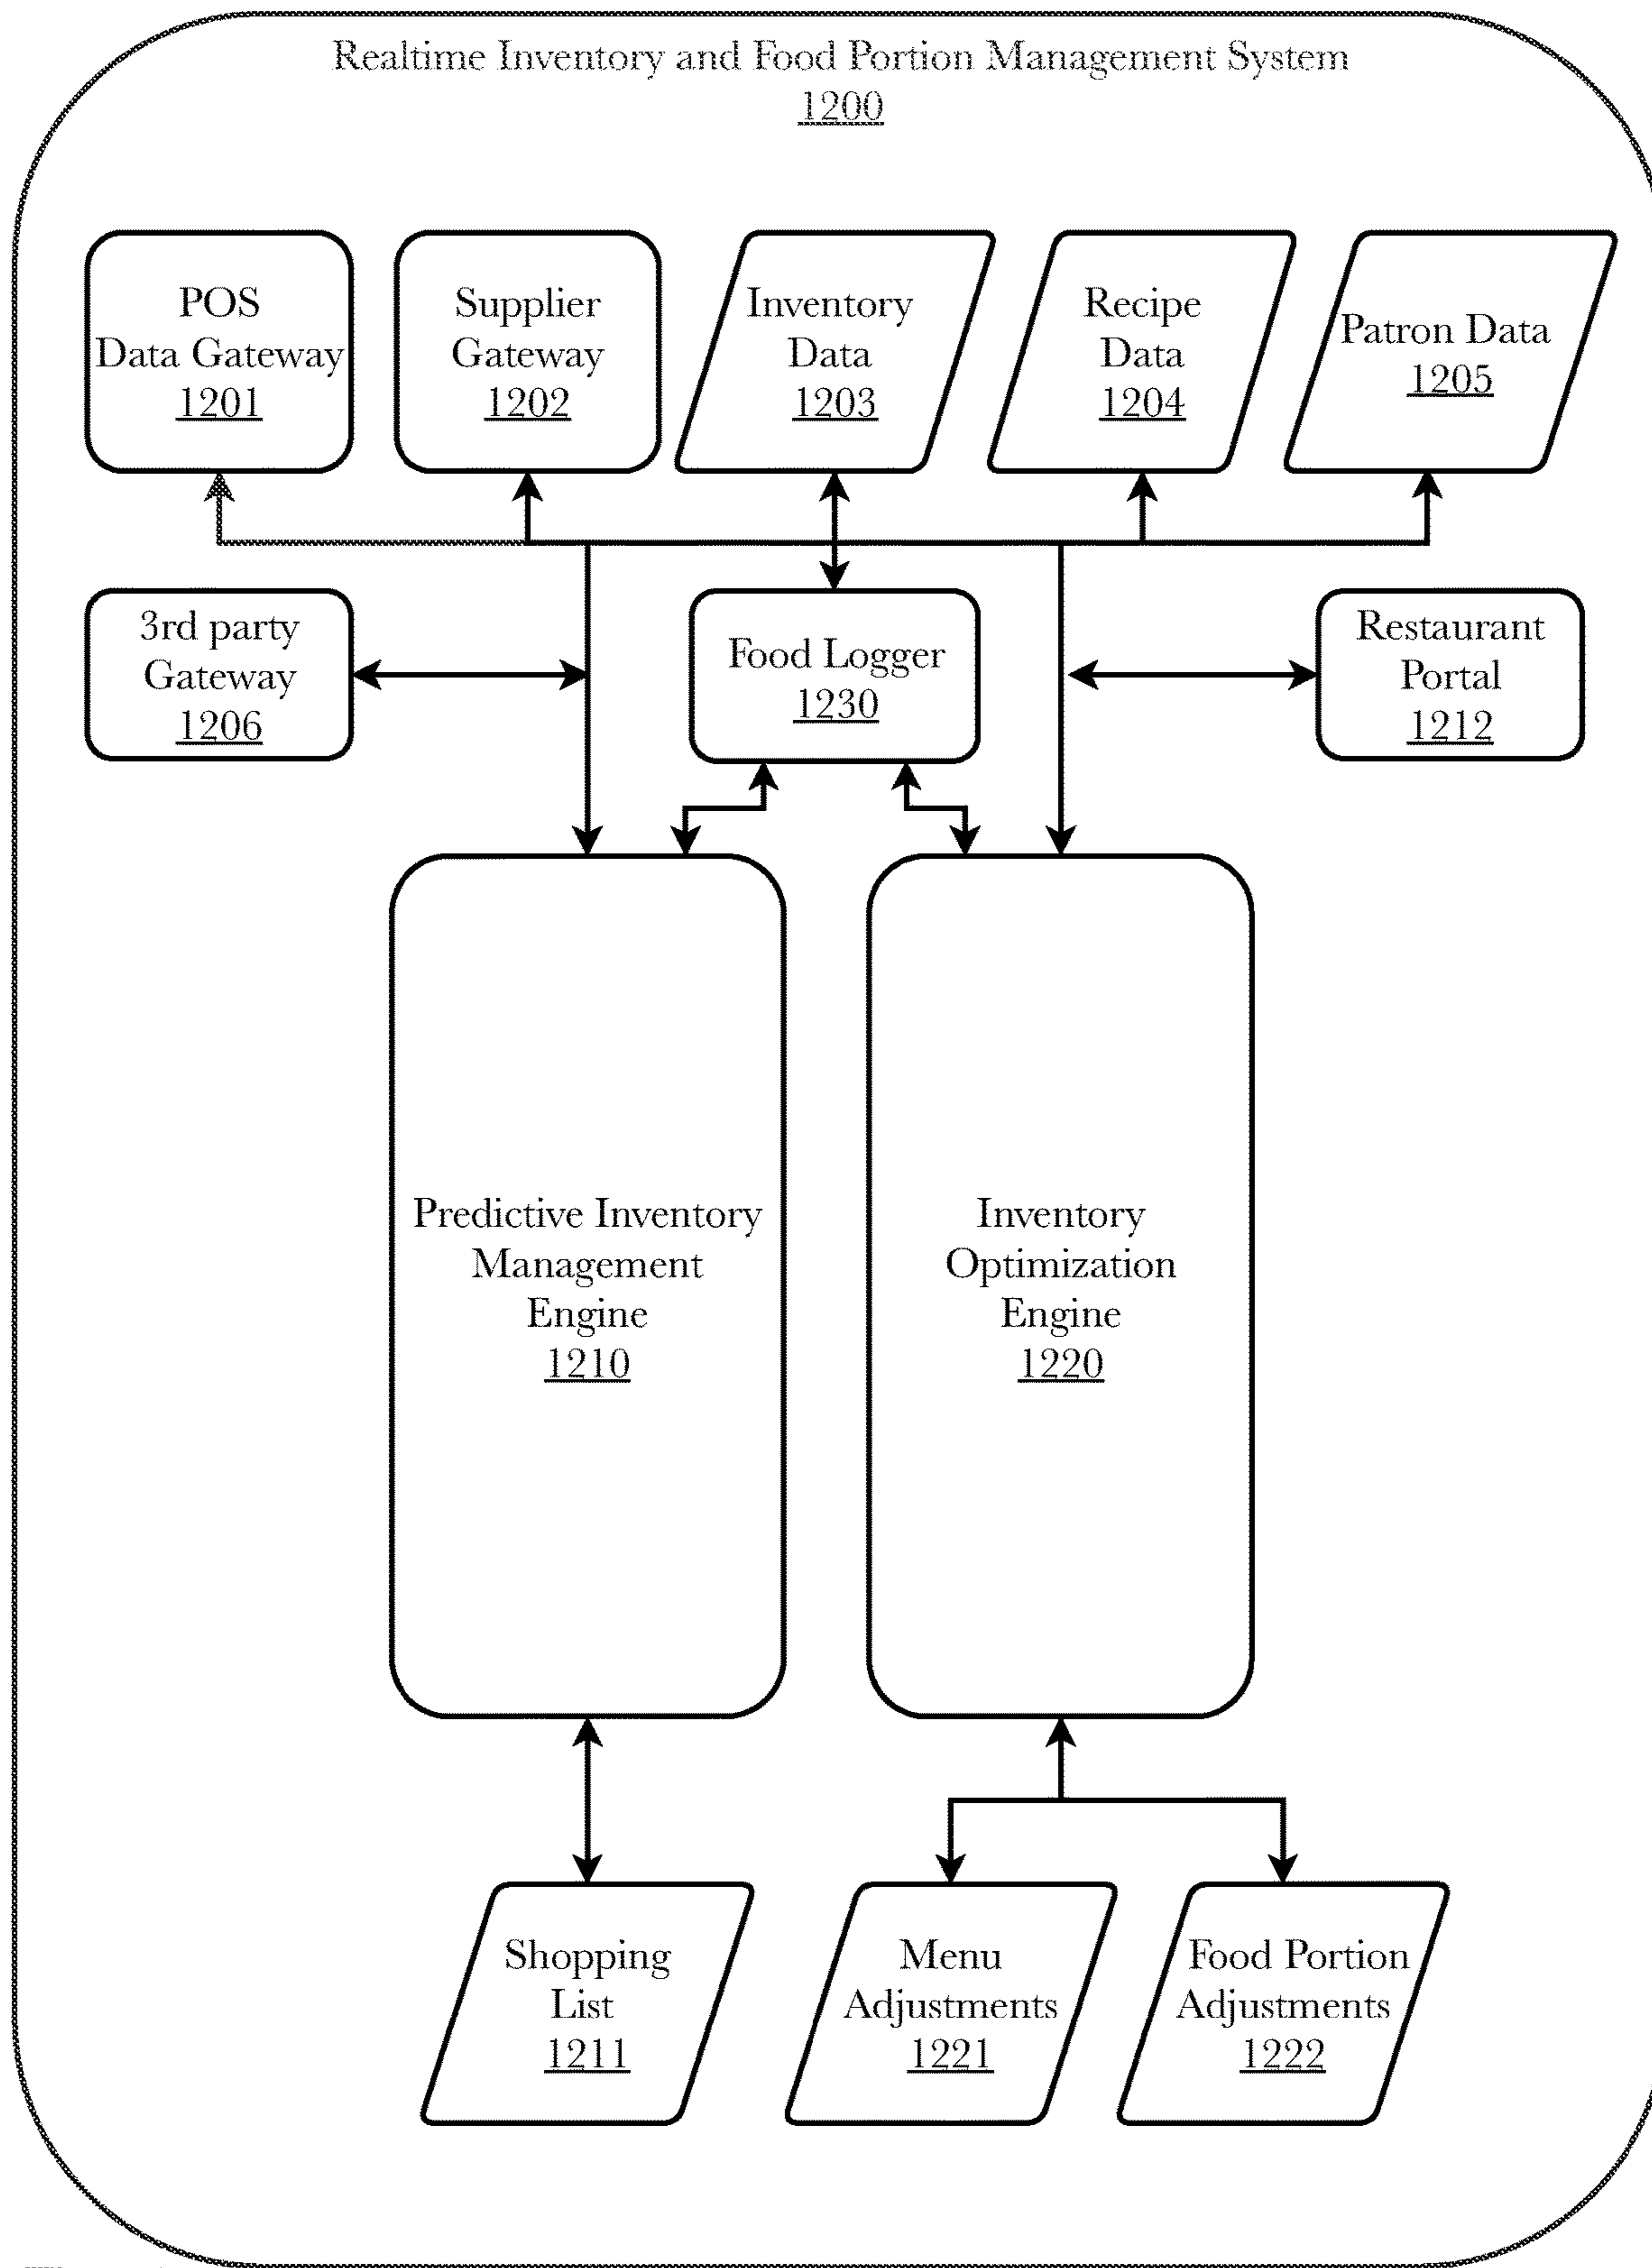 Realtime Inventory and Food Portion Management System
1200
POS
Data Gateway
1201
Supplier
Gateway
1202
Inventory
Data
1203
Recipe
Data
1204
Patron Data
1205
3rd party
Gateway
1206
Food Logger
1230
Restaurant
Portal
1212
Predictive Inventory
Management
Engine
1210
Inventory
Optimization
Engine
1220
Shopping
List
1211
Menu
Adjustments
1221
Food Portion
Adjustments
1222